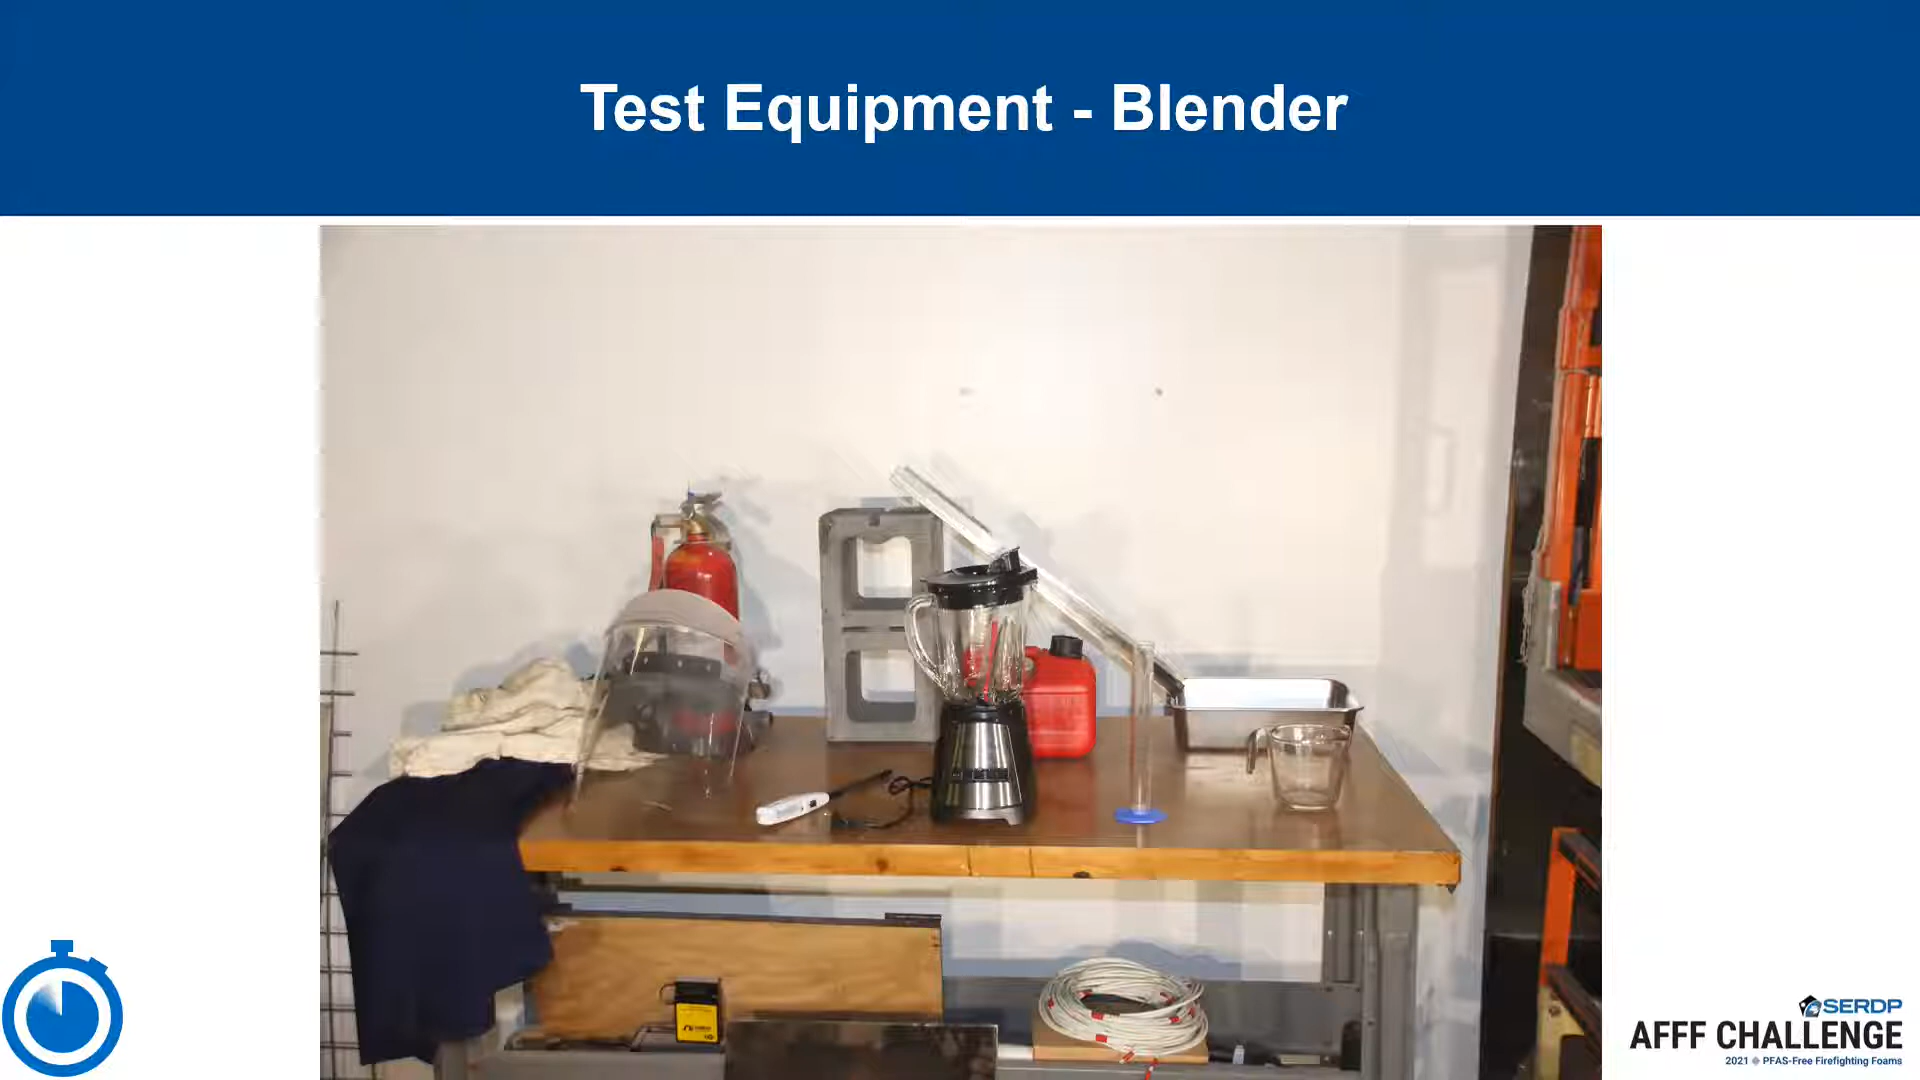 Test Equipment - Blender
SERDP
AFFF CHALLENGE
2021 ◆ PFAS-Free Firefighting Foams